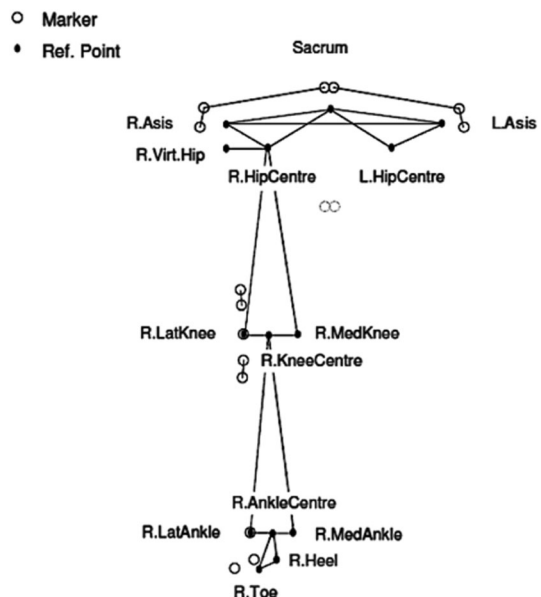 Marker
Ref. Point
Sacrum
R.Asis
L.Asis
R.Virt.Hip
R.HipCentre
L.HipCentre
R.LatKnee
R.MedKnee
R.KneeCentre
R.AnkleCentre
R.LatAnkle
R.MedAnkle
R.Heel
R.Toe